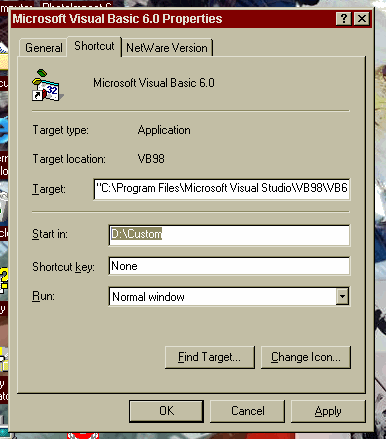 Microsoft Visual Basic 6.0 Properties
General Shortcut NetWare Version
32
Microsoft Visual Basic 6.0
Target type: Application
Target location: VB98
Target: "C:\Program Files\Microsoft Visual Studio\VB98\VB6
Start in: D:\Custom
Shortcut key: None
Run: Normal window
Find Target... Change Icon...
OK Cancel Apply